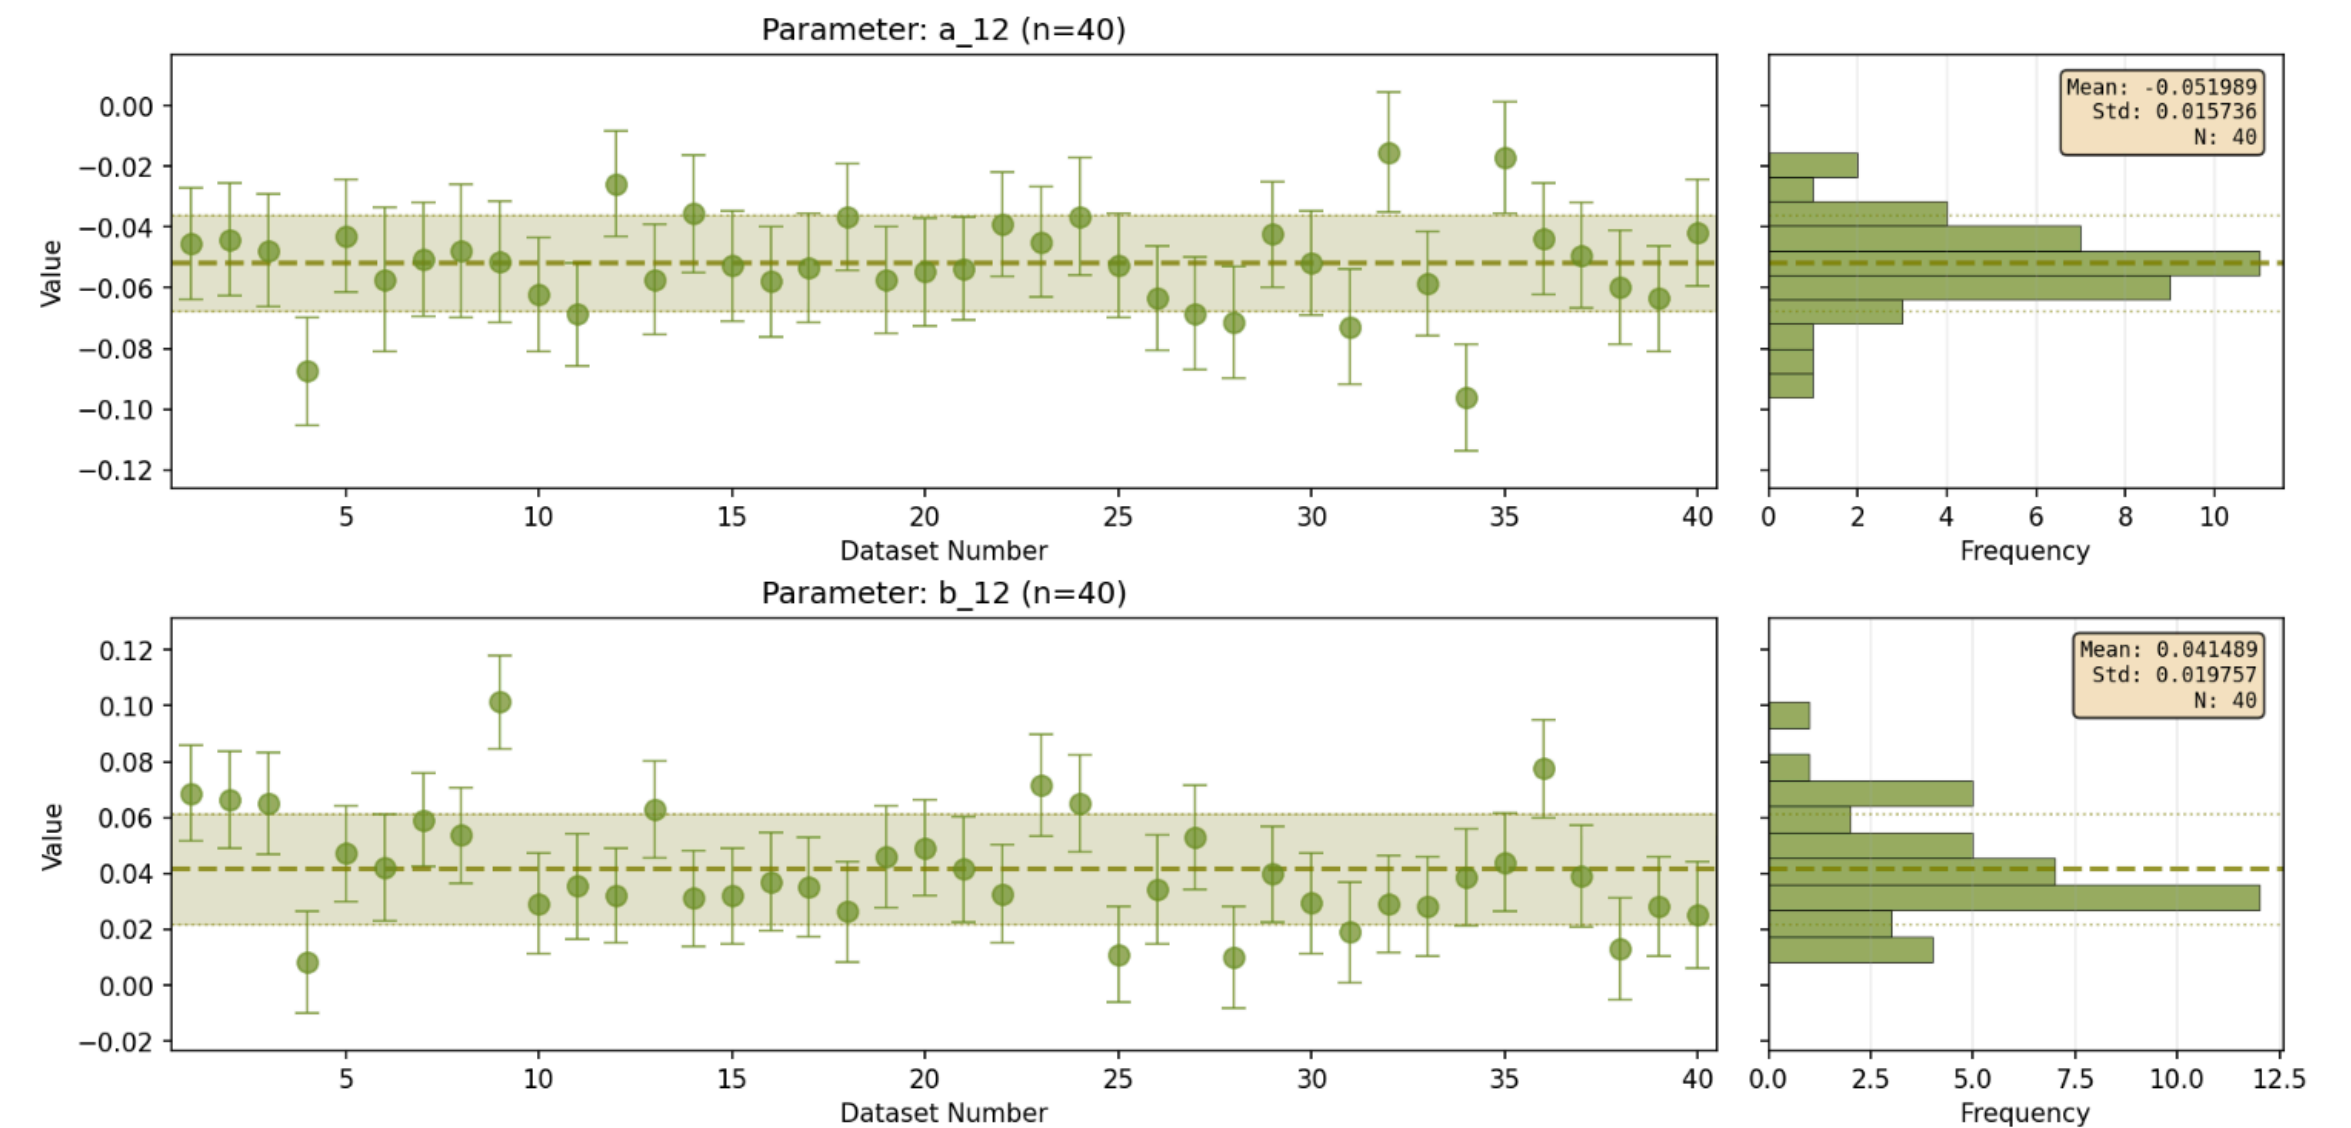 Parameter: a_12 (n=40)
0.00
−0.02
−0.04
−0.06
−0.08
−0.10
−0.12
Value
5 10 15 20 25 30 35 40
Dataset Number
Mean: -0.051989
Std: 0.015736
N: 40
0 2 4 6 8 10
Frequency
Parameter: b_12 (n=40)
0.12
0.10
0.08
0.06
0.04
0.02
0.00
−0.02
Value
5 10 15 20 25 30 35 40
Dataset Number
Mean: 0.041489
Std: 0.019757
N: 40
0.0 2.5 5.0 7.5 10.0 12.5
Frequency